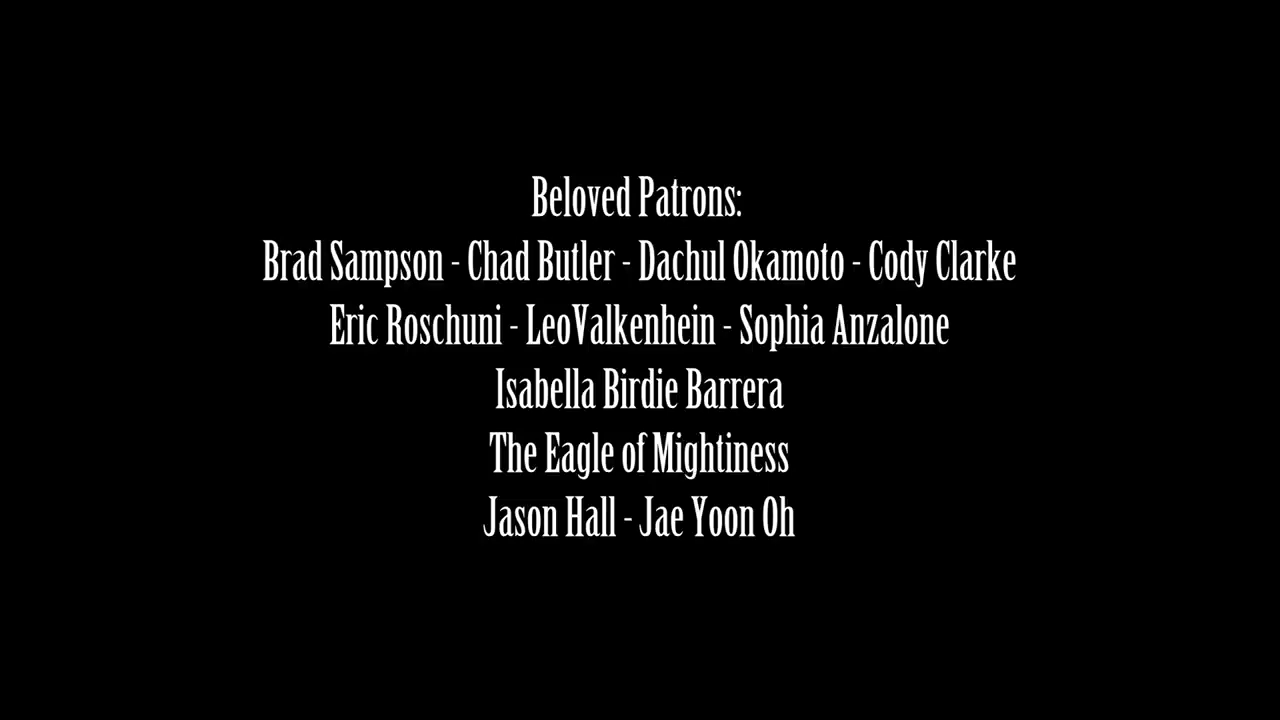 Beloved Patrons:
Brad Sampson - Chad Butler - Dachul Okamoto - Cody Clarke
Eric Roschuni - LeoValkenhein - Sophia Anzalone
Isabella Birdie Barrera
The Eagle of Mightiness
Jason Hall - Jae Yoon Oh